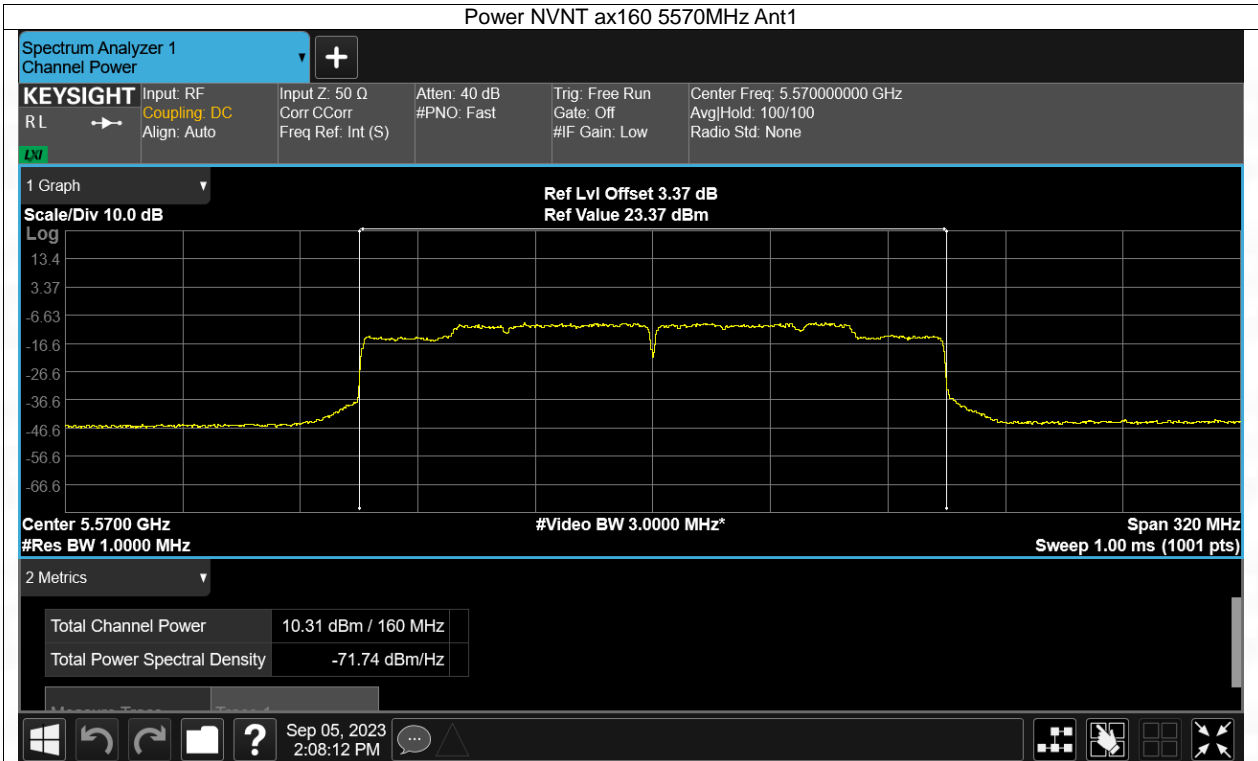 Power NVNT ax160 5570MHz Ant1
Spectrum Analyzer 1
Channel Power
KEYSIGHT
R L
LXI
Input: RF
Coupling: DC
Align: Auto
Input Z: 50 Ω
Corr CCorr
Freq Ref: Int (S)
Atten: 40 dB
#PNO: Fast
Trig: Free Run
Gate: Off
#IF Gain: Low
Center Freq: 5.570000000 GHz
Avg|Hold: 100/100
Radio Std: None
1 Graph
Scale/Div 10.0 dB
Ref Lvl Offset 3.37 dB
Ref Value 23.37 dBm
Log
13.4
3.37
-6.63
-16.6
-26.6
-36.6
-46.6
-56.6
-66.6
Center 5.5700 GHz
#Res BW 1.0000 MHz
#Video BW 3.0000 MHz*
Span 320 MHz
Sweep 1.00 ms (1001 pts)
2 Metrics
Total Channel Power 10.31 dBm / 160 MHz
Total Power Spectral Density -71.74 dBm/Hz
Sep 05, 2023
2:08:12 PM